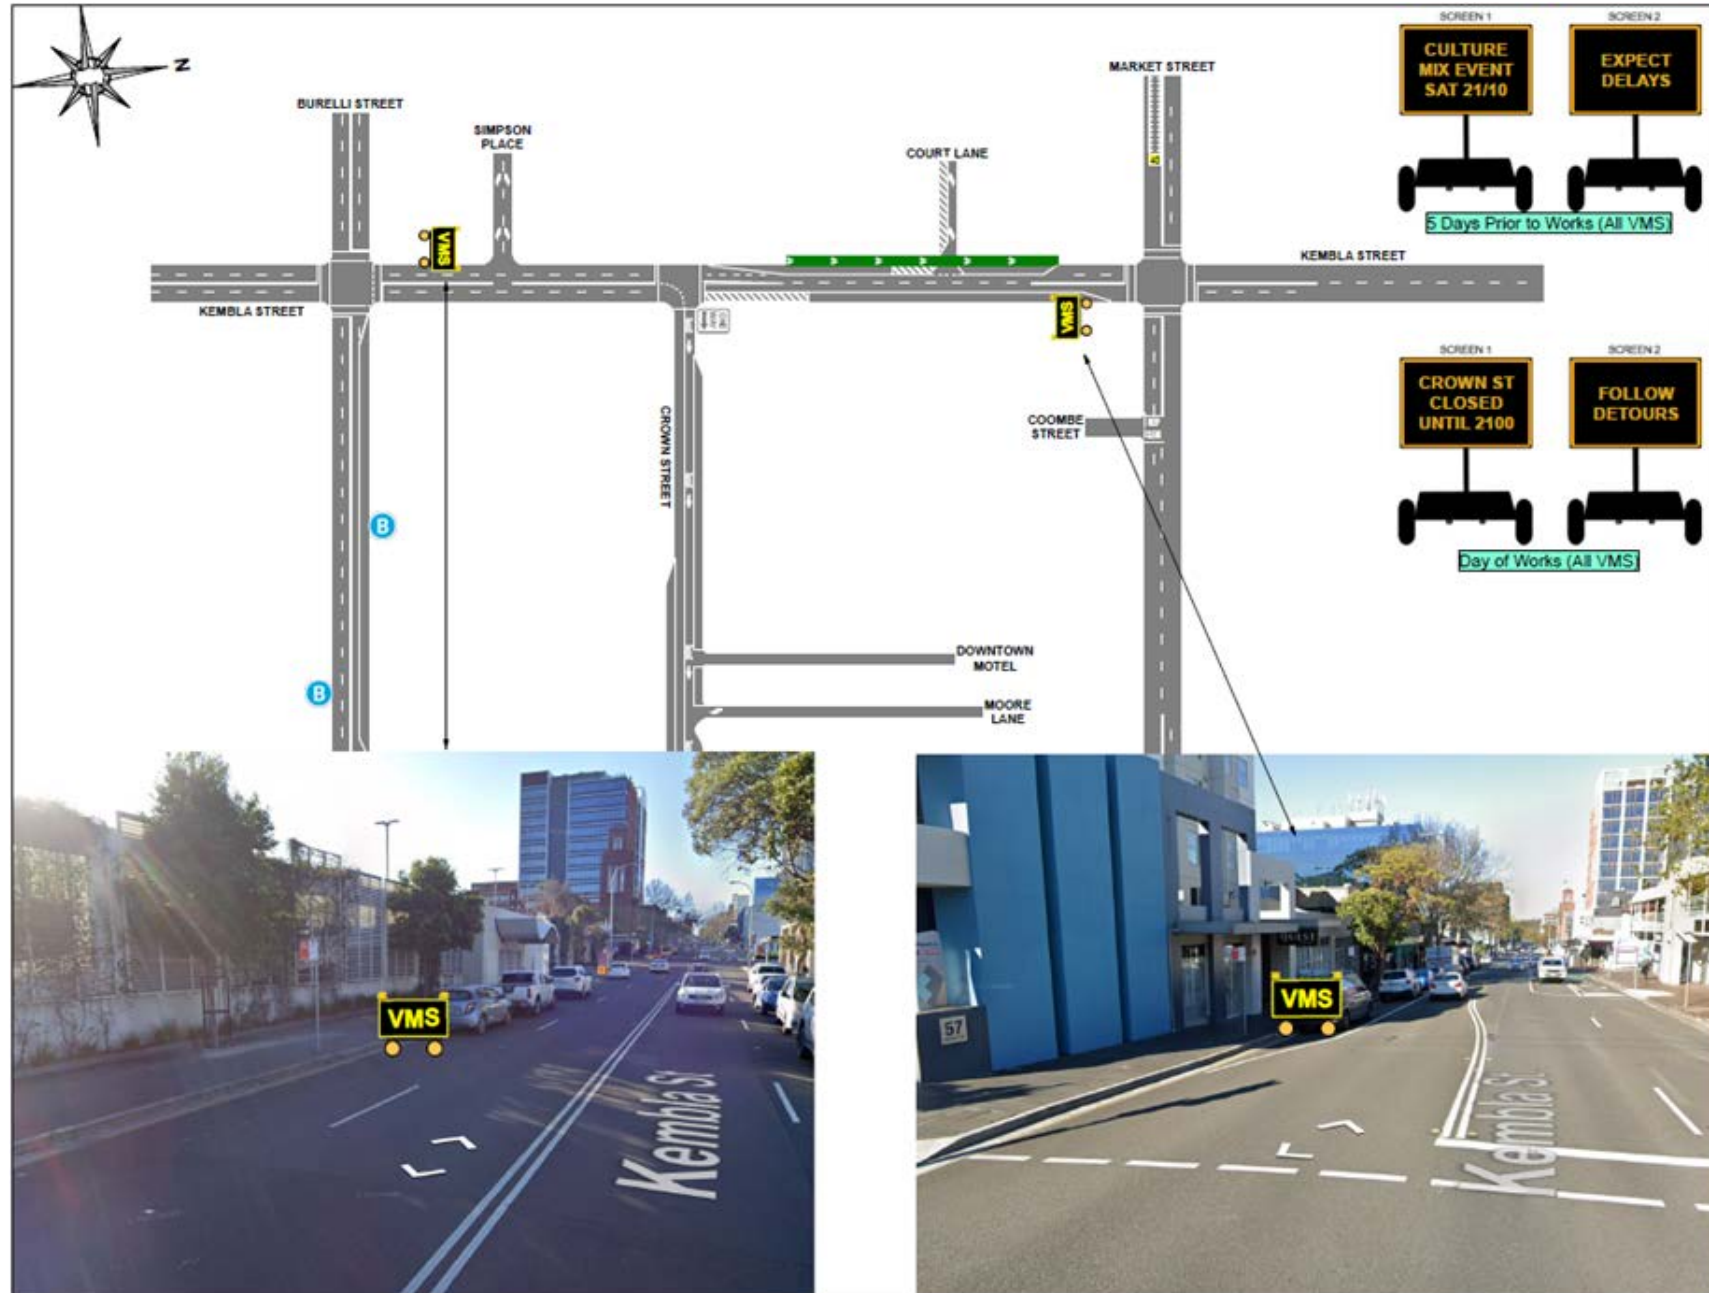 N
SCREEN 1
SCREEN 2
CULTURE
MIX EVENT
SAT 21/10
EXPECT
DELAYS
5 Days Prior to Works (All VMS)
MARKET STREET
BURELLI STREET
SIMPSON
PLACE
COURT LANE
40
VMS
KEMBLA STREET
KEMBLA STREET
VMS
SCREEN 1
SCREEN 2
CROWN ST
CLOSED
UNTIL 2100
FOLLOW
DETOURS
Day of Works (All VMS)
COOMBE
STREET
CROWN STREET
B
B
DOWNTOWN
MOTEL
MOORE
LANE
VMS
Kembla St
VMS
57
Kembla St